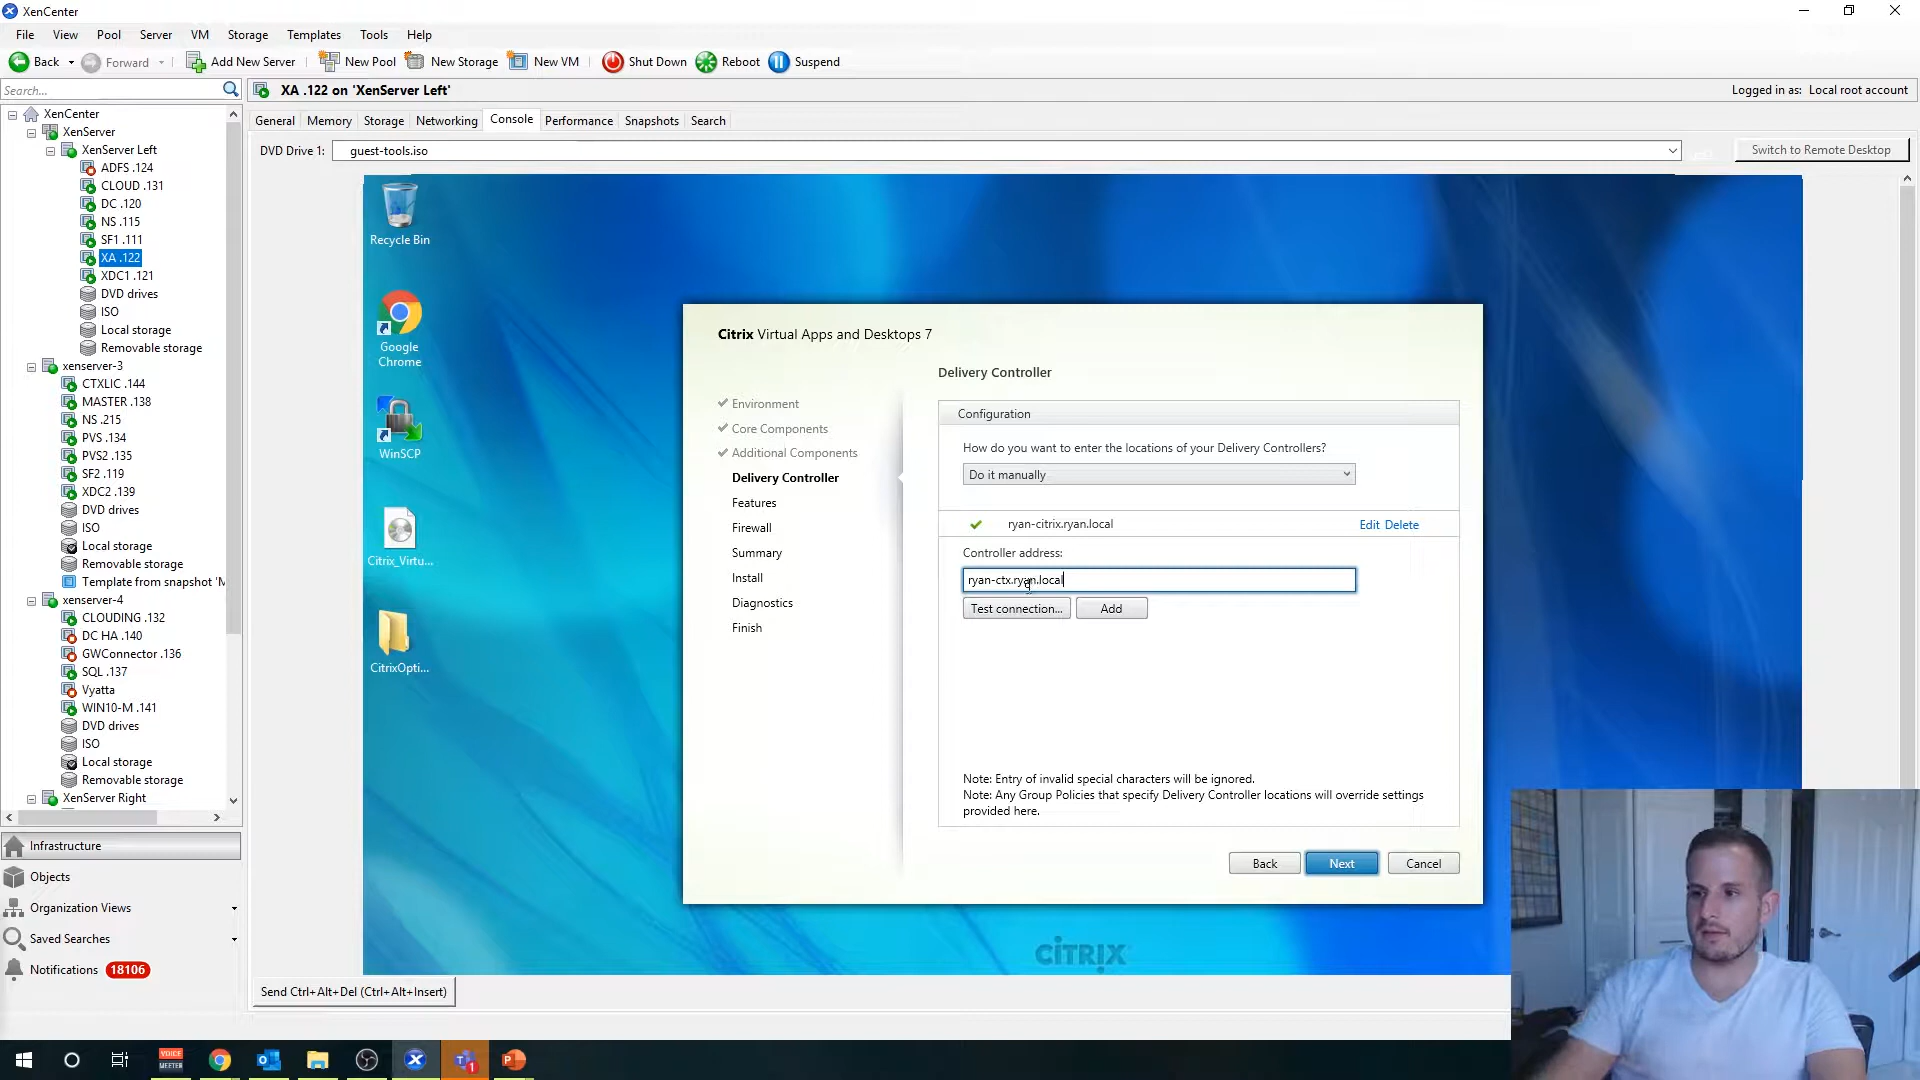 XenCenter
File View Pool Server VM Storage Templates Tools Help
Back Forward Add New Server New Pool New Storage New VM Shut Down Reboot Suspend
Search...
XA .122 on 'XenServer Left'
Logged in as: Local root account
XenCenter
XenServer
XenServer Left
ADFS .124
CLOUD .131
DC .120
NS .115
SF1 .111
XA .122
XDC1 .121
DVD drives
ISO
Local storage
Removable storage
xenserver-3
CTXLIC .144
MASTER .138
NS .215
PVS .134
PVS2 .135
SF2 .119
XDC2 .139
DVD drives
ISO
Local storage
Removable storage
Template from snapshot 'M
xenserver-4
CLOUDING .132
DC HA .140
GWConnector .136
SQL .137
Vyatta
WIN10-M .141
DVD drives
ISO
Local storage
Removable storage
XenServer Right
Infrastructure
Objects
Organization Views
Saved Searches
Notifications 18106
General Memory Storage Networking Console Performance Snapshots Search
DVD Drive 1: guest-tools.iso
Switch to Remote Desktop
Recycle Bin
Google
Chrome
WinSCP
Citrix_Virtu...
CitrixOpti...
Citrix Virtual Apps and Desktops 7
Environment
Core Components
Additional Components
Delivery Controller
Features
Firewall
Summary
Install
Diagnostics
Finish
Delivery Controller
Configuration
How do you want to enter the locations of your Delivery Controllers?
Do it manually
ryan-citrix.ryan.local Edit Delete
Controller address:
ryan-ctx.ryan.local
Test connection... Add
Note: Entry of invalid special characters will be ignored.
Note: Any Group Policies that specify Delivery Controller locations will override settings
provided here.
Back Next Cancel
CİTRIX
Send Ctrl+Alt+Del (Ctrl+Alt+Insert)
VOICE
MEETER